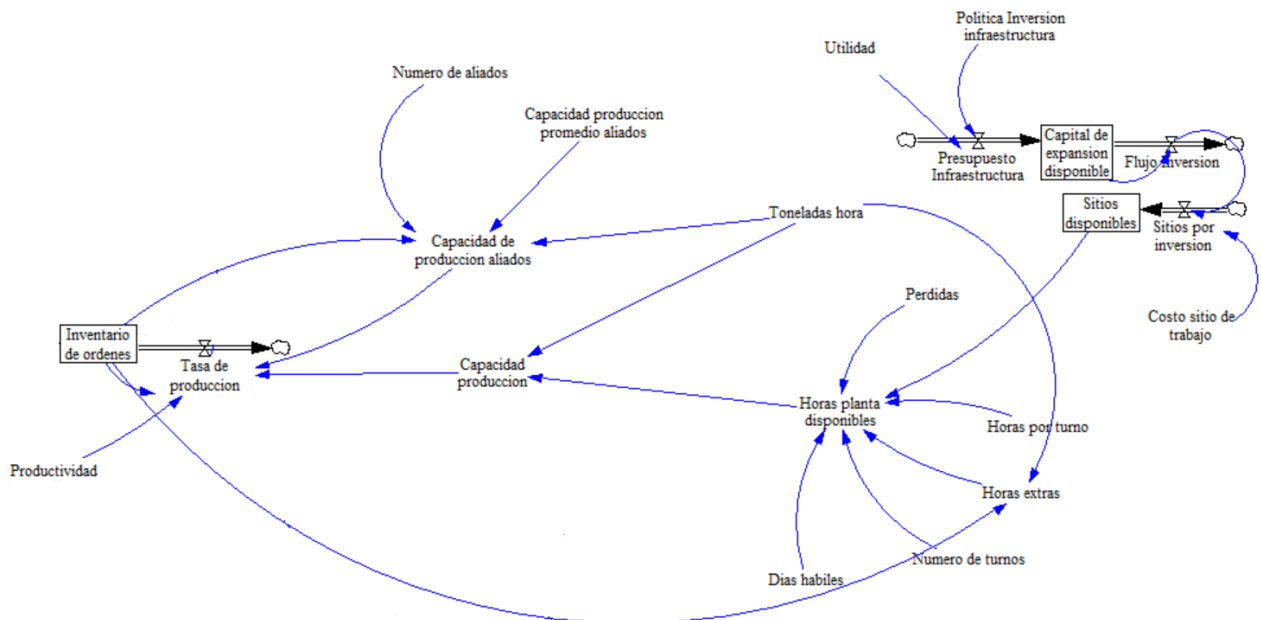 Politica Inversion
infraestructura
Utilidad
Numero de aliados
Capacidad produccion
promedio aliados
Presupuesto
Infraestructura
Capital de
expansion
disponible
Flujo Inversion
Sitios
disponibles
Sitios por
inversion
Toneladas hora
Capacidad de
produccion aliados
Perdidas
Costo sitio de
trabajo
Inventario
de ordenes
Tasa de
produccion
Capacidad
produccion
Horas planta
disponibles
Horas por turno
Productividad
Horas extras
Numero de turnos
Dias habiles